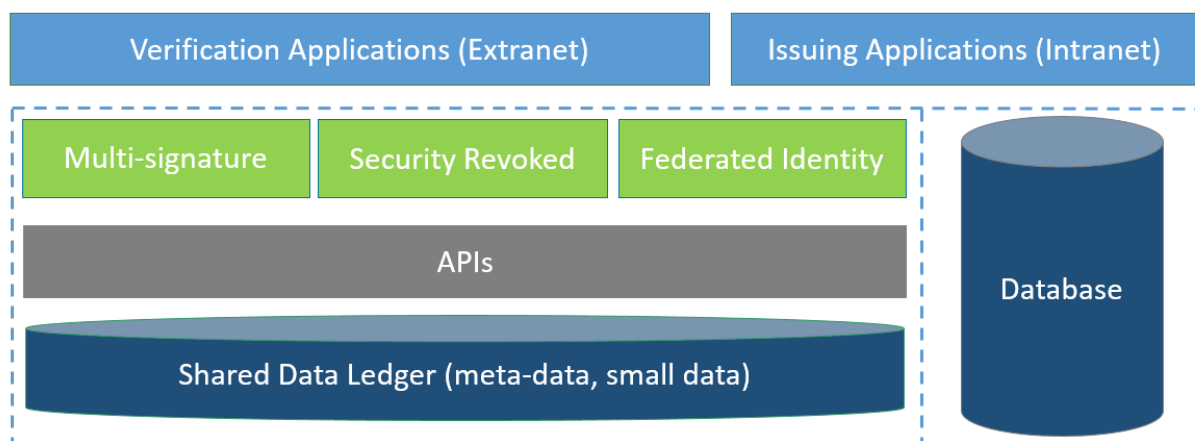 Verification Applications (Extranet)
Issuing Applications (Intranet)
Multi-signature
Security Revoked
Federated Identity
APIs
Database
Shared Data Ledger (meta-data, small data)